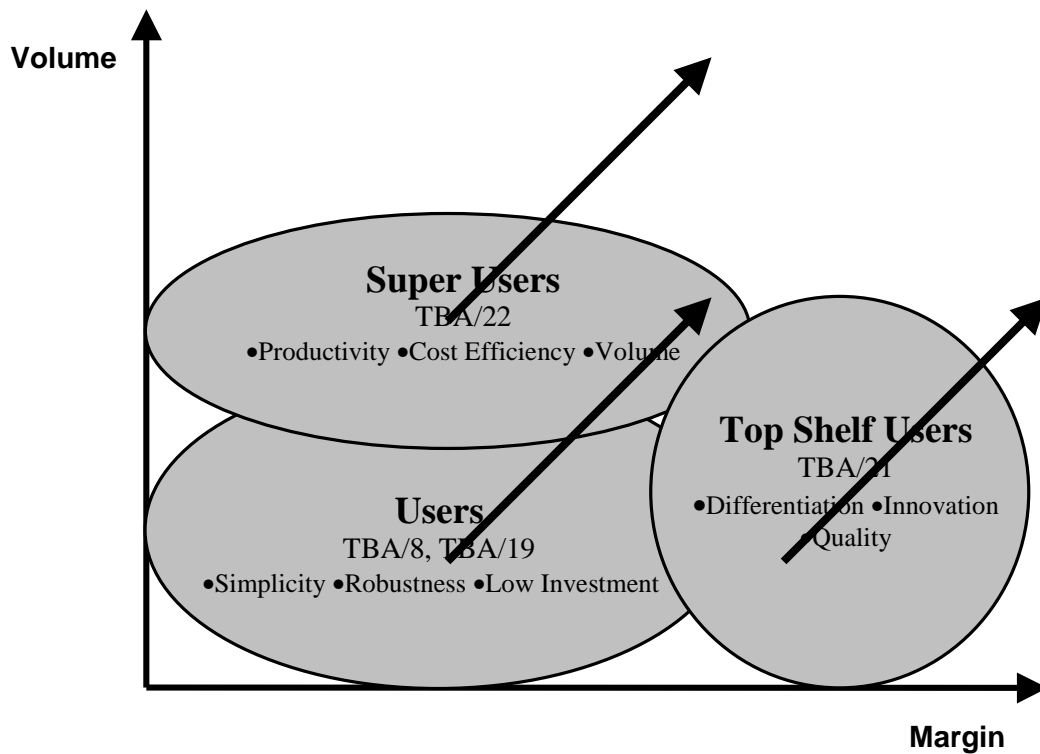 Volume
Super Users
TBA/22
•Productivity •Cost Efficiency •Volume
Top Shelf Users
TBA/21
•Differentiation •Innovation
•Quality
Users
TBA/8, TBA/19
•Simplicity •Robustness •Low Investment
Margin